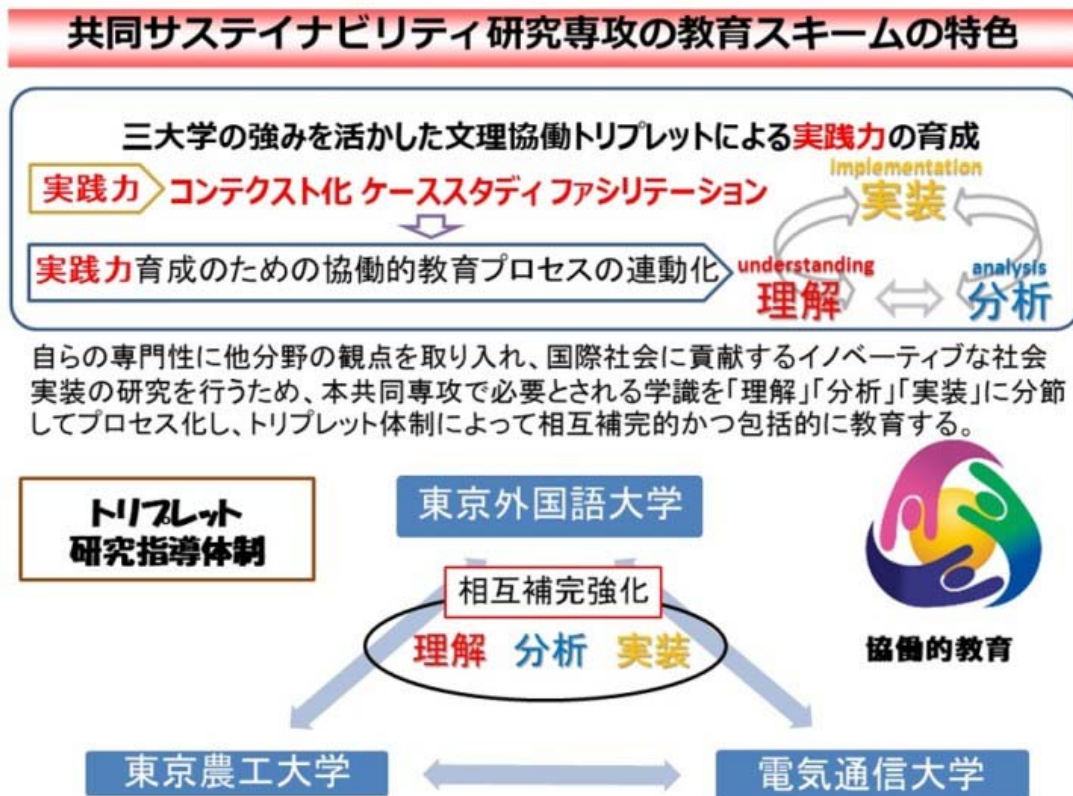 共同サステイナビリティ研究専攻の教育スキームの特色
三大学の強みを活かした文理協働トリプレットによる実践力の育成
実践力
コンテクスト化 ケーススタディ ファシリテーション
implementation
実装
実践力育成のための協働的教育プロセスの連動化
understanding
理解
analysis
分析
自らの専門性に他分野の観点を取り入れ、国際社会に貢献するイノベーティブな社会
実装の研究を行うため、本共同専攻で必要とされる学識を「理解」「分析」「実装」に分節
してプロセス化し、トリプレット体制によって相互補完的かつ包括的に教育する。
トリプレット
研究指導体制
東京外国語大学
相互補完強化
理解 分析 実装
協働的教育
東京農工大学
電気通信大学